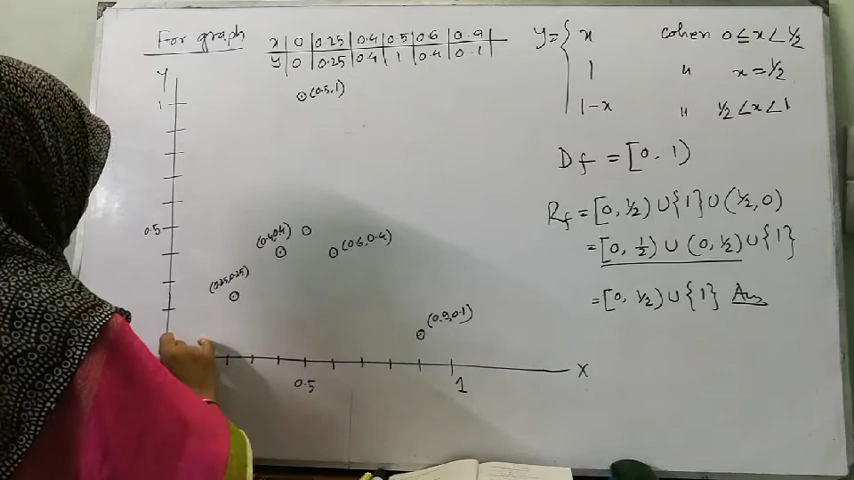 For graph
x | 0 | 0.25 | 0.4 | 0.5 | 0.6 | 0.9 |
y | 0 | 0.25 | 0.4 | 1 | 0.4 | 0.1 |
y = { x when 0 ≤ x < 1/2
1 " x = 1/2
1-x " 1/2 < x < 1
Df = [0, 1)
Rf = [0, 1/2) ∪ {1} ∪ (1/2, 0)
= [0, 1/2) ∪ (0, 1/2) ∪ {1}
= [0, 1/2) ∪ {1} Ans
Y
1
(0.5, 1)
0.5
(0.4, 0.4)
(0.6, 0.4)
(0.25, 0.25)
(0.9, 0.1)
0.5
1
X